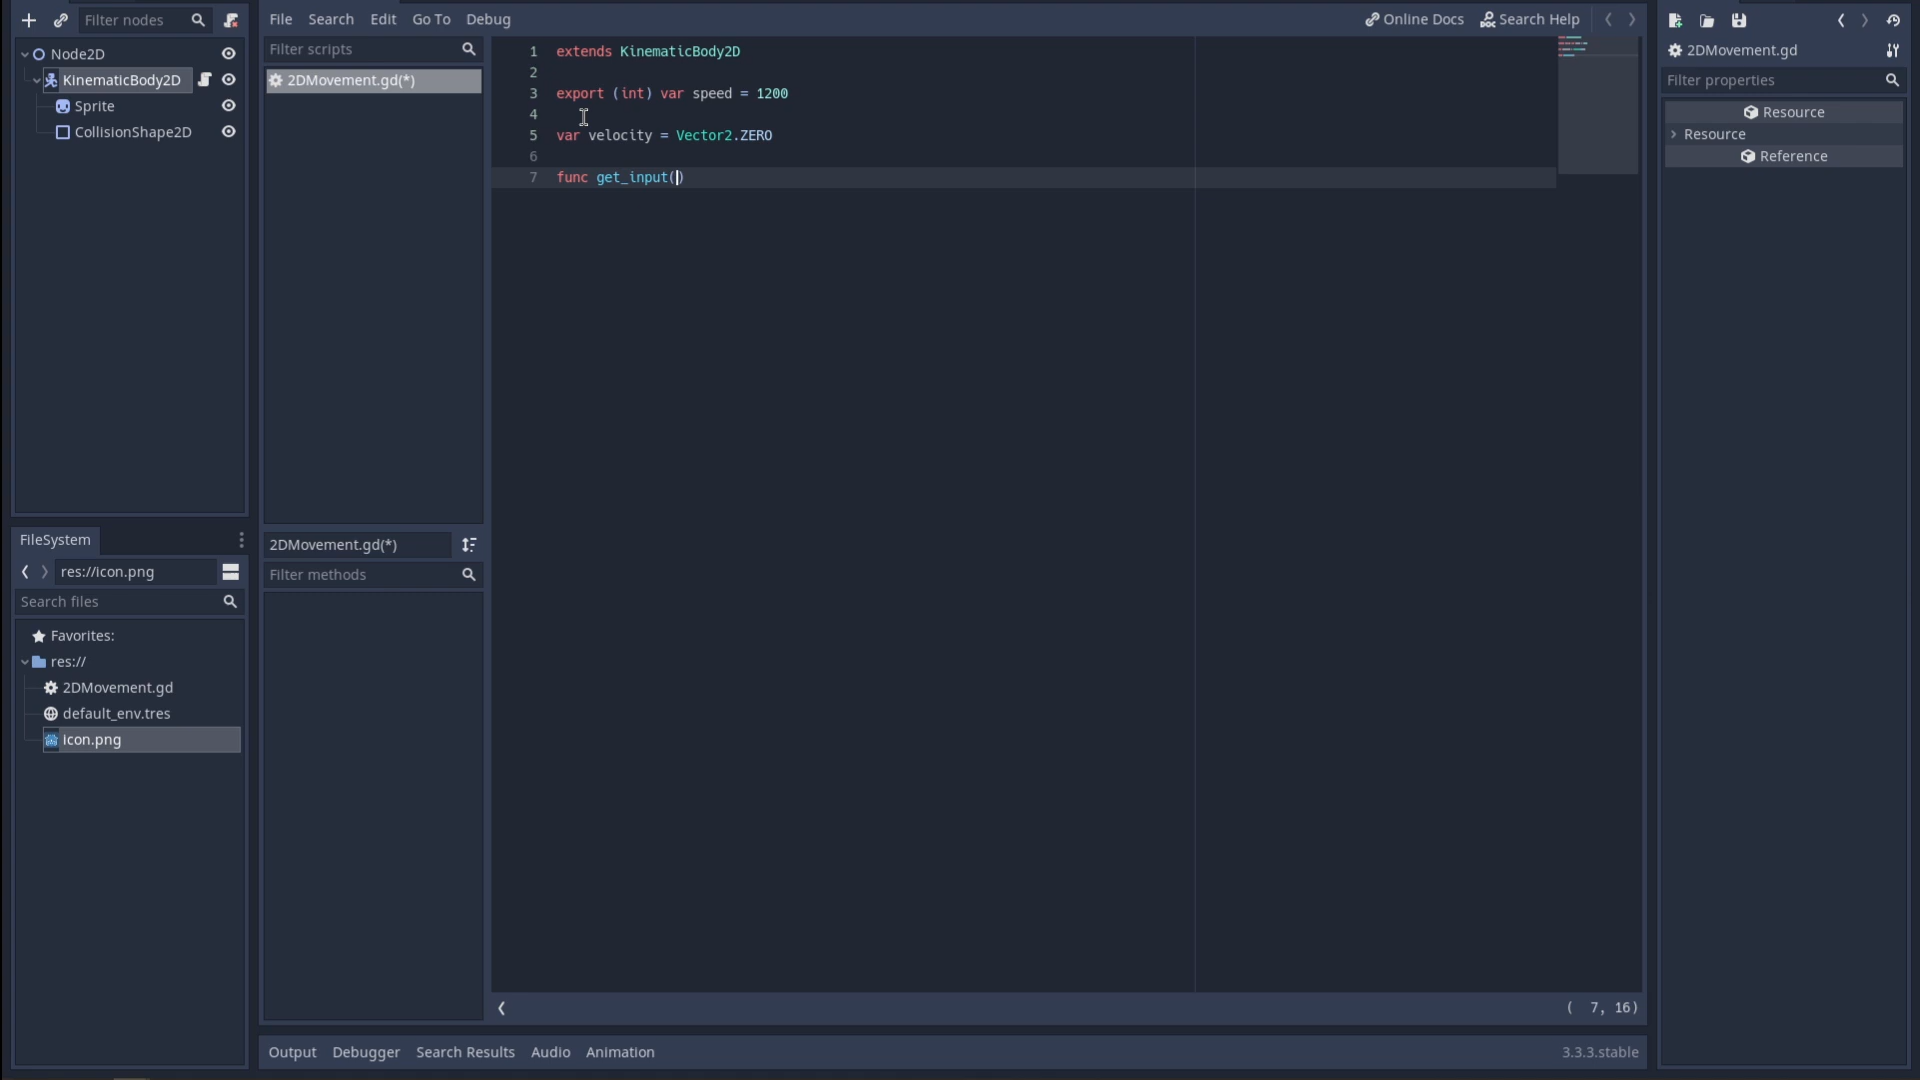 Filter nodes
Node2D
KinematicBody2D
Sprite
CollisionShape2D
FileSystem
res://icon.png
Search files
Favorites:
res://
2DMovement.gd
default_env.tres
icon.png
File Search Edit Go To Debug
Online Docs Search Help
Filter scripts
2DMovement.gd(*)
2DMovement.gd(*)
Filter methods
1 extends KinematicBody2D
2
3 export (int) var speed = 1200
4
5 var velocity = Vector2.ZERO
6
7 func get_input()
( 7, 16)
Output Debugger Search Results Audio Animation
3.3.3.stable
2DMovement.gd
Filter properties
Resource
Resource
Reference